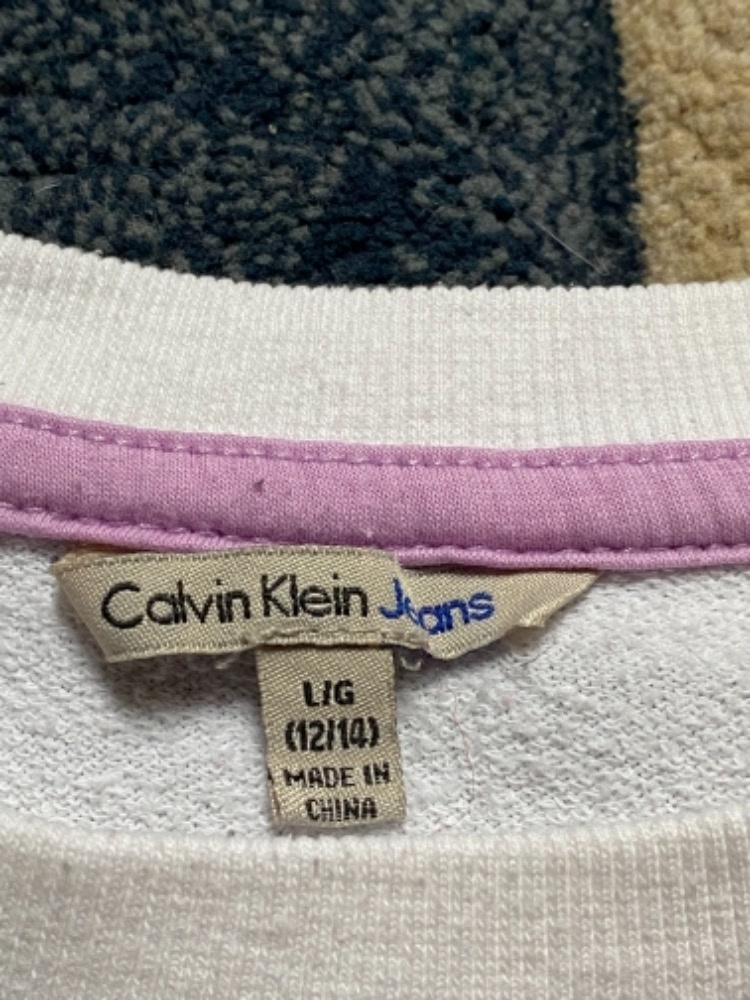 Calvin Klein Jeans
L/G
(12/14)
MADE IN
CHINA